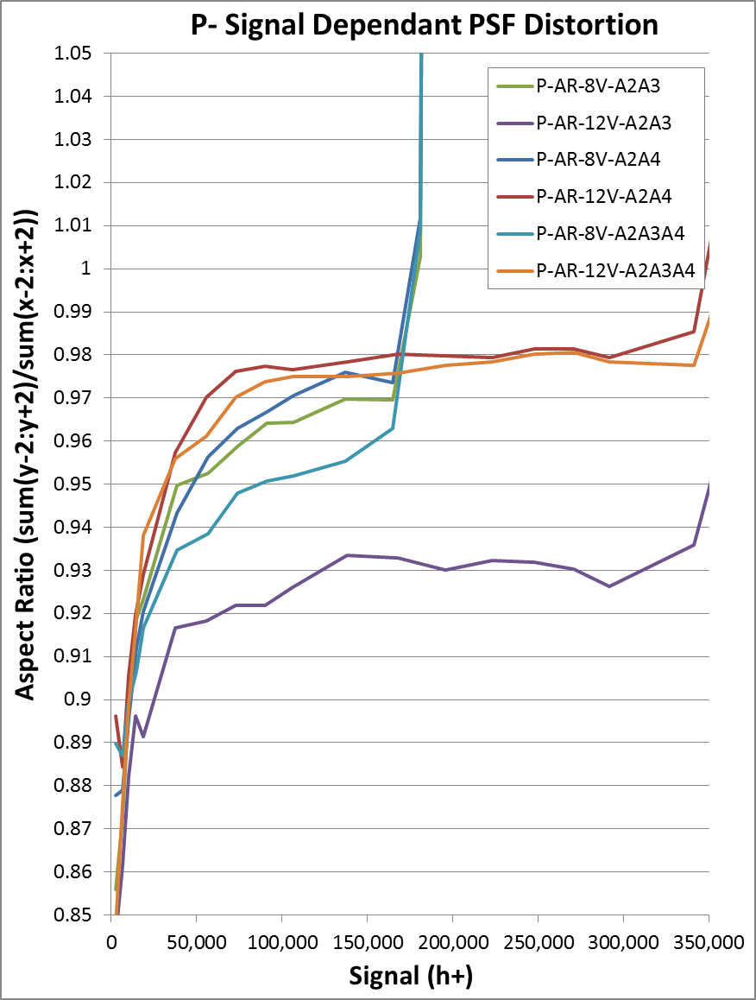 P- Signal Dependant PSF Distortion
Aspect Ratio (sum(y-2:y+2)/sum(x-2:x+2))
1.05
1.04
1.03
1.02
1.01
1
0.99
0.98
0.97
0.96
0.95
0.94
0.93
0.92
0.91
0.9
0.89
0.88
0.87
0.86
0.85
P-AR-8V-A2A3
P-AR-12V-A2A3
P-AR-8V-A2A4
P-AR-12V-A2A4
P-AR-8V-A2A3A4
P-AR-12V-A2A3A4
0 50,000 100,000 150,000 200,000 250,000 300,000 350,000
Signal (h+)